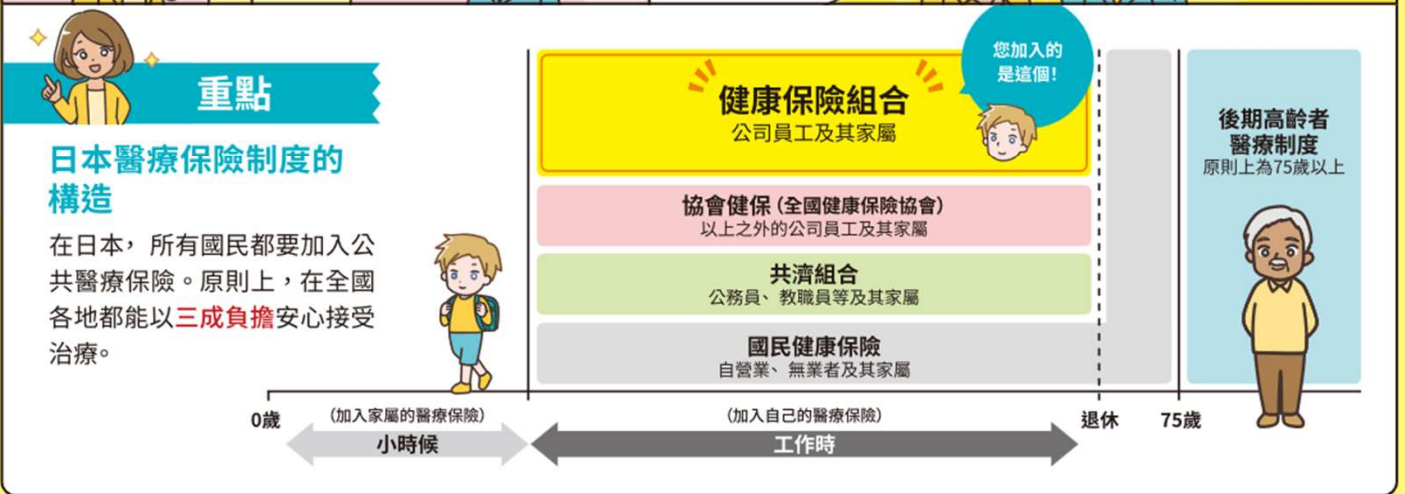 重點
日本醫療保險制度的
構造
在日本，所有國民都要加入公
共醫療保險。原則上，在全國
各地都能以三成負擔安心接受
治療。
您加入的
是這個！
健康保險組合
公司員工及其家屬
協會健保（全國健康保險協會）
以上之外的公司員工及其家屬
共濟組合
公務員、教職員等及其家屬
國民健康保險
自營業、無業者及其家屬
後期高齡者
醫療制度
原則上為75歲以上
0歲
（加入家屬的醫療保險）
小時候
（加入自己的醫療保險）
工作時
退休
75歲